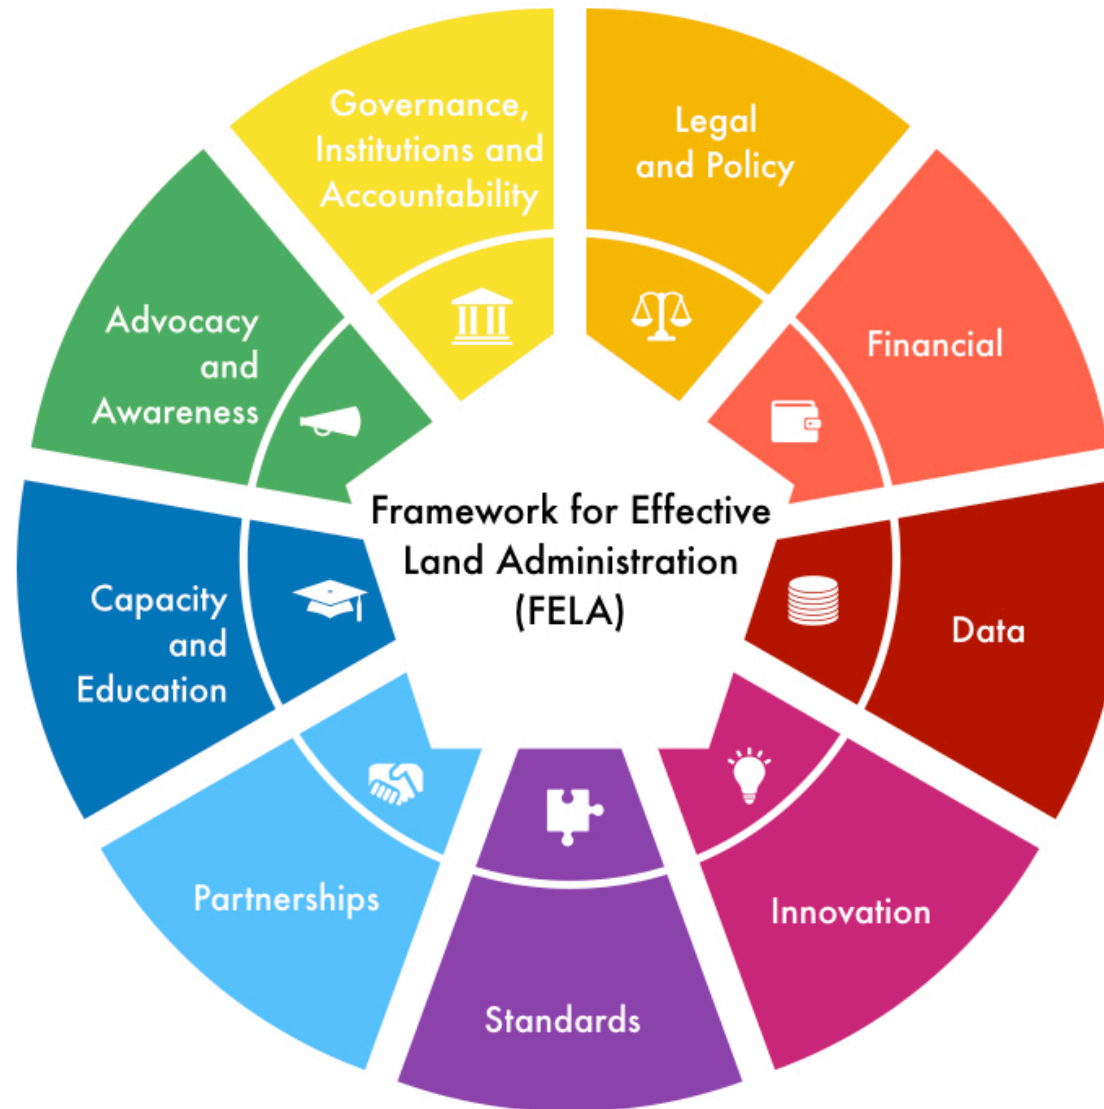 Governance,
Institutions and
Accountability
Legal
and Policy
Financial
Data
Innovation
Standards
Partnerships
Capacity
and
Education
Advocacy
and
Awareness
Framework for Effective
Land Administration
(FELA)